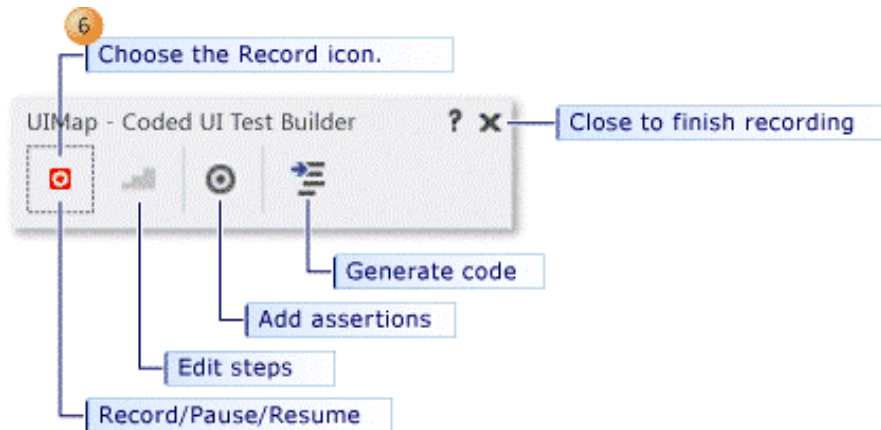 6
Choose the Record icon.
UIMap - Coded UI Test Builder ? X
Close to finish recording
Generate code
Add assertions
Edit steps
Record/Pause/Resume